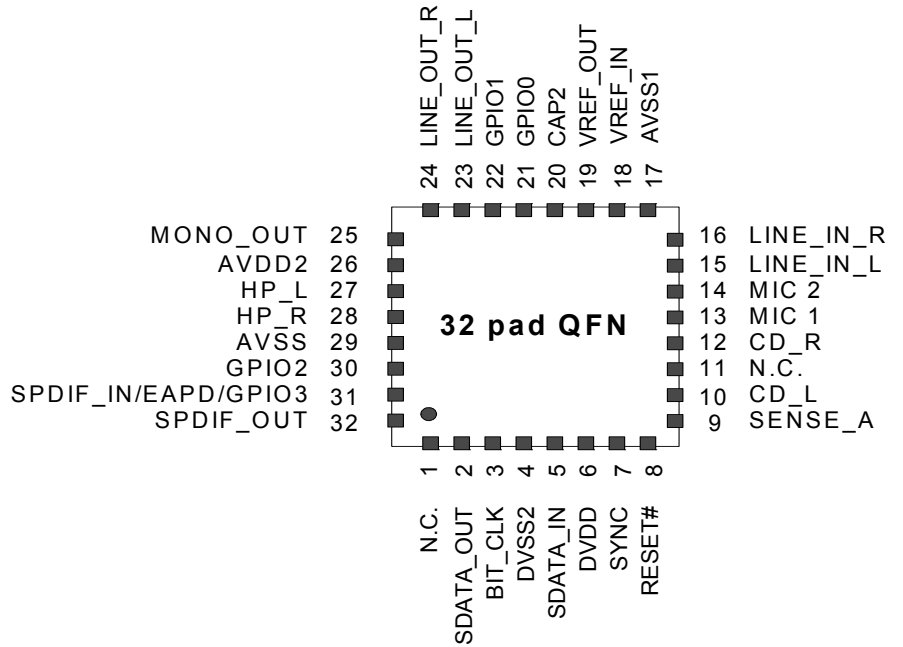 24 LINE_OUT_R
23 LINE_OUT_L
22 GPIO1
21 GPIO0
20 CAP2
19 VREF_OUT
18 VREF_IN
17 AVSS1
MONO_OUT 25
AVDD2 26
HP_L 27
HP_R 28
AVSS 29
GPIO2 30
SPDIF_IN/EAPD/GPIO3 31
SPDIF_OUT 32
32 pad QFN
16 LINE_IN_R
15 LINE_IN_L
14 MIC 2
13 MIC 1
12 CD_R
11 N.C.
10 CD_L
9 SENSE_A
N.C. 1
SDATA_OUT 2
BIT_CLK 3
DVSS2 4
SDATA_IN 5
DVDD 6
SYNC 7
RESET# 8